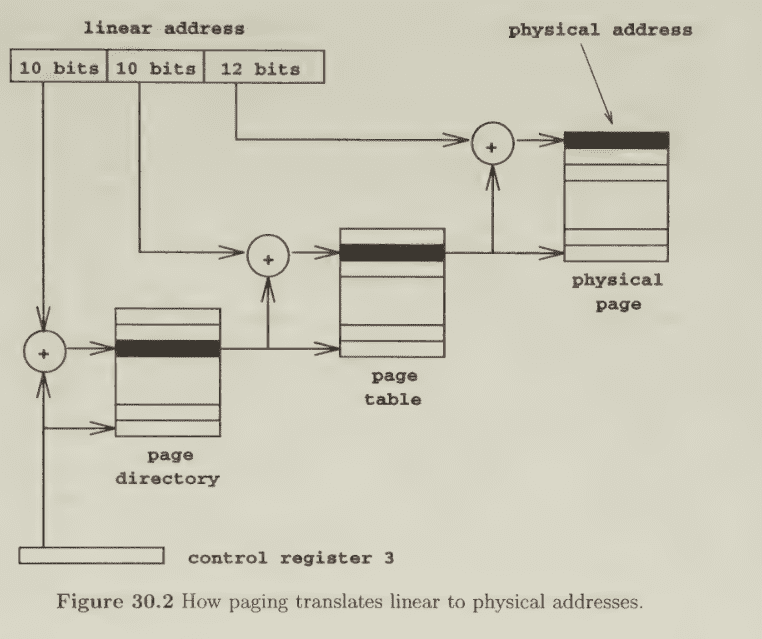 linear address
physical address
10 bits 10 bits 12 bits
+
+
physical
page
+
page
table
page
directory
control register 3
Figure 30.2 How paging translates linear to physical addresses.